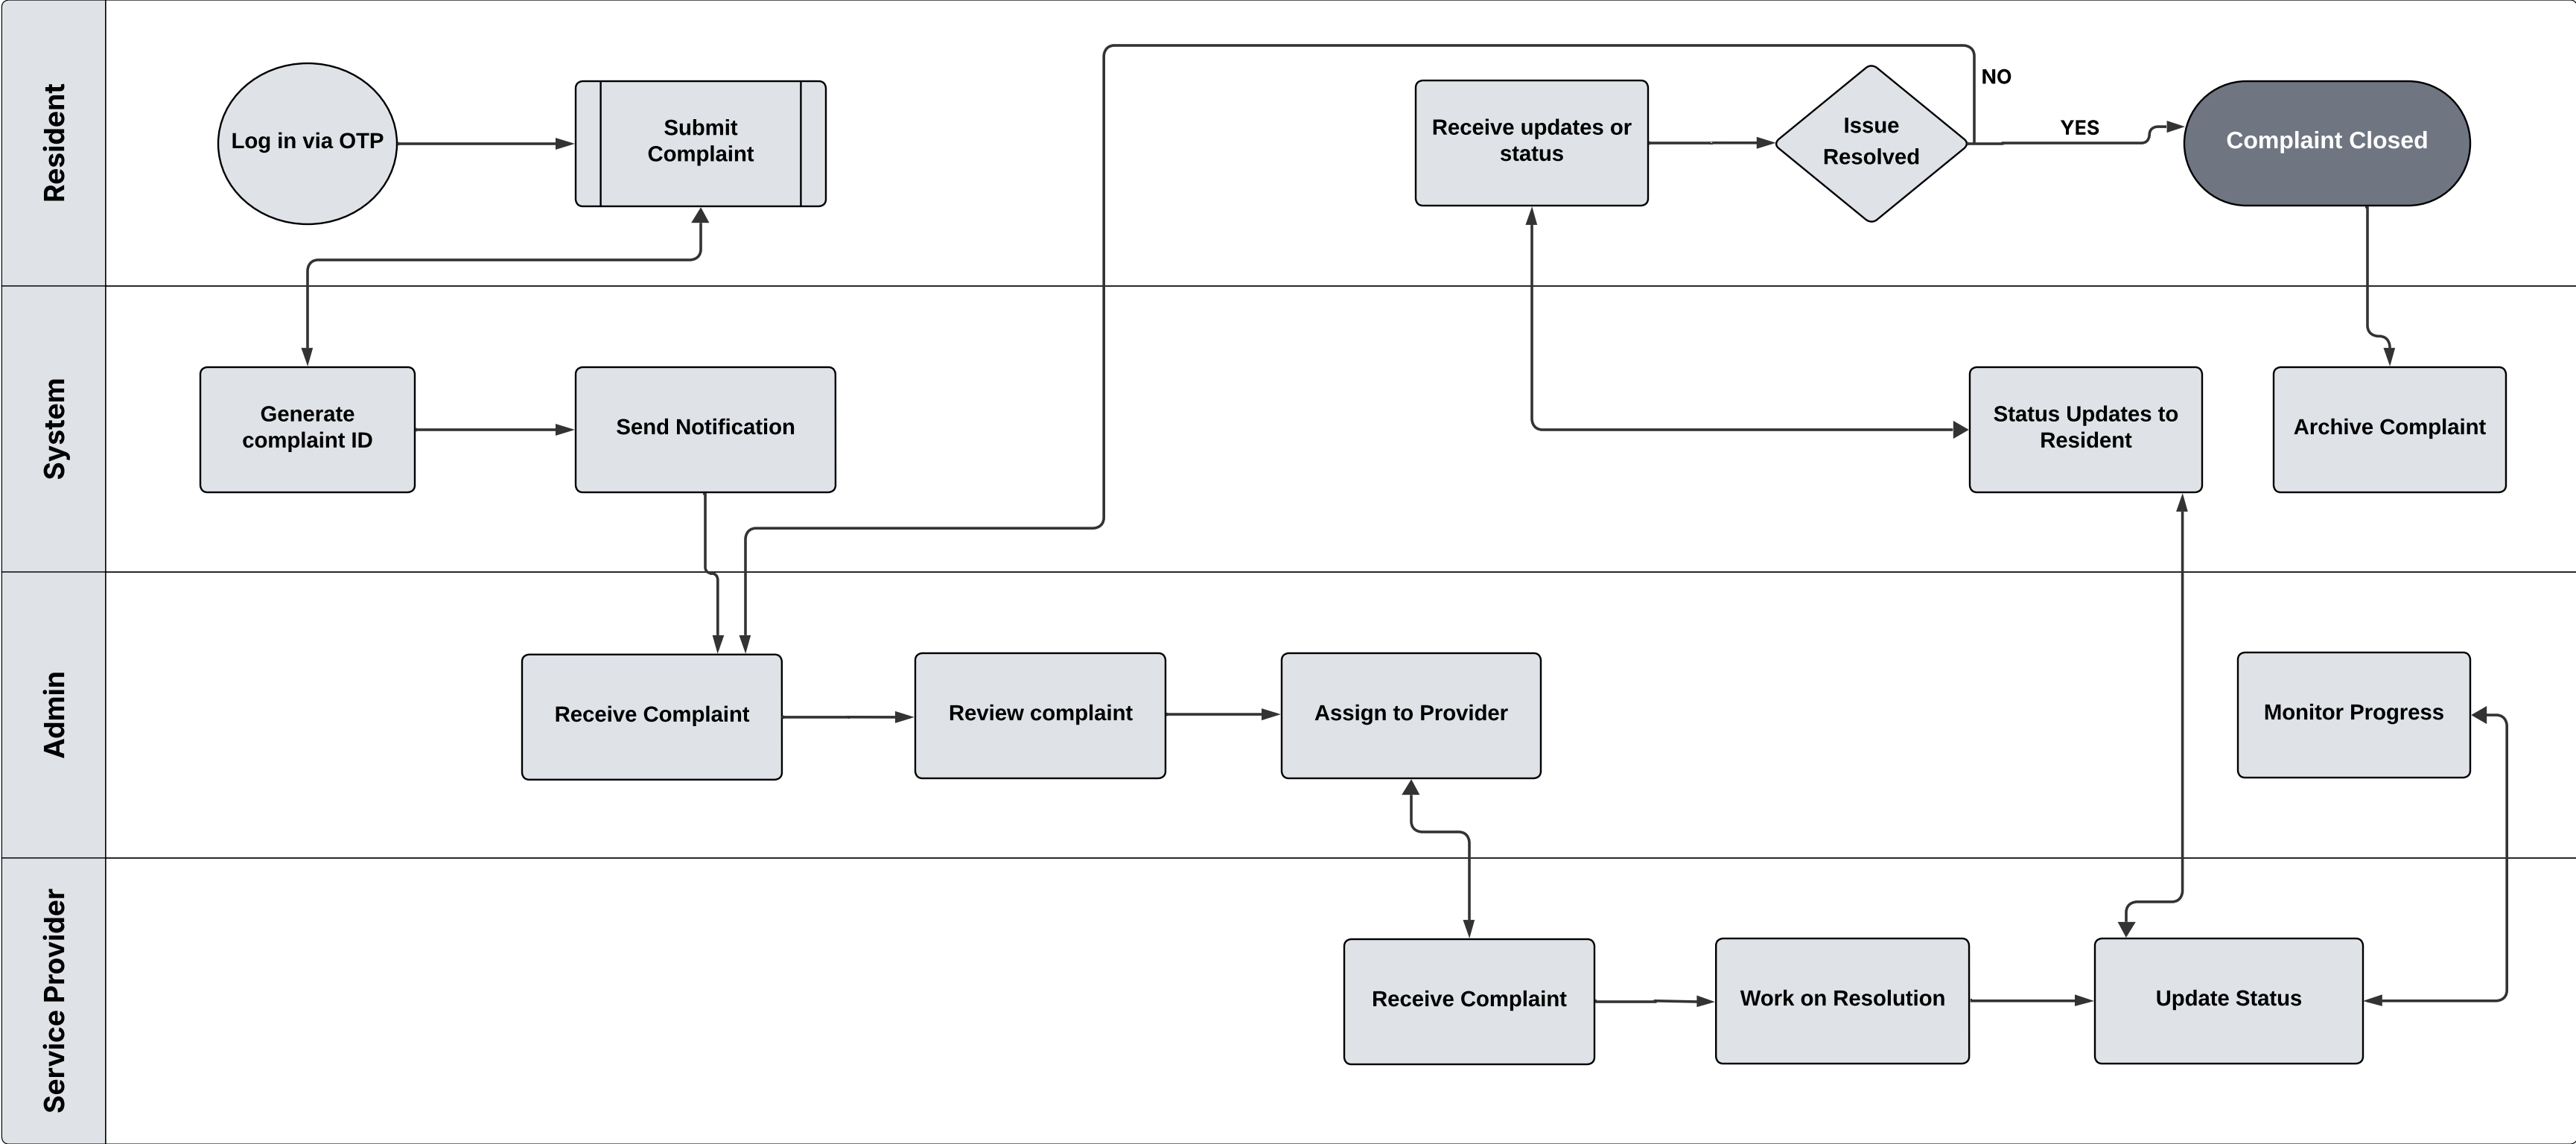 Resident
Log in via OTP
Submit
Complaint
Receive updates or
status
Issue
Resolved
NO
YES
Complaint Closed
System
Generate
complaint ID
Send Notification
Status Updates to
Resident
Archive Complaint
Admin
Receive Complaint
Review complaint
Assign to Provider
Monitor Progress
Service Provider
Receive Complaint
Work on Resolution
Update Status